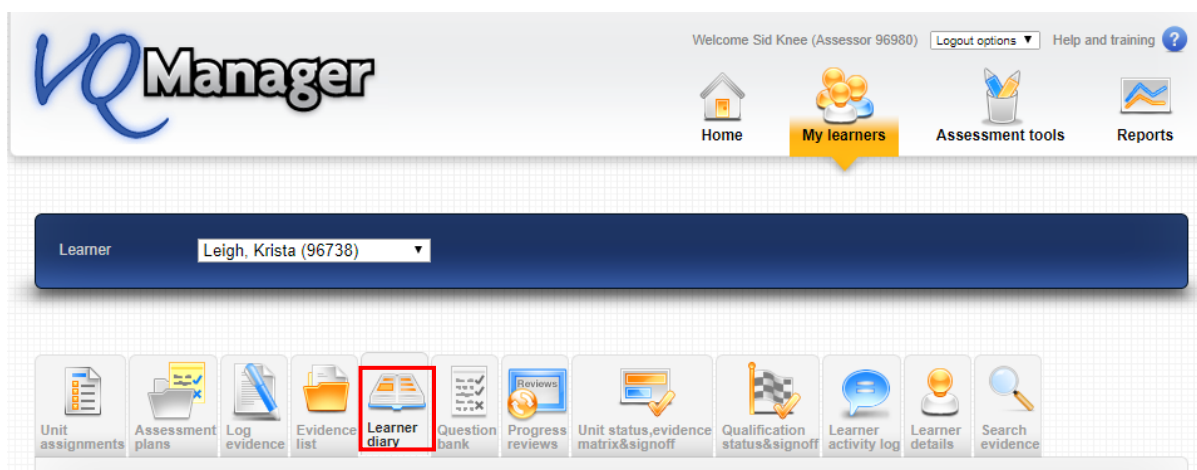 VQManager
Welcome Sid Knee (Assessor 96980) Logout options ▼ Help and training ?
Home My learners Assessment tools Reports
Learner Leigh, Krista (96738) ▼
Reviews
Unit assignments
Assessment plans
Log evidence
Evidence list
Learner diary
Question bank
Progress reviews
Unit status,evidence matrix&signoff
Qualification status&signoff
Learner activity log
Learner details
Search evidence